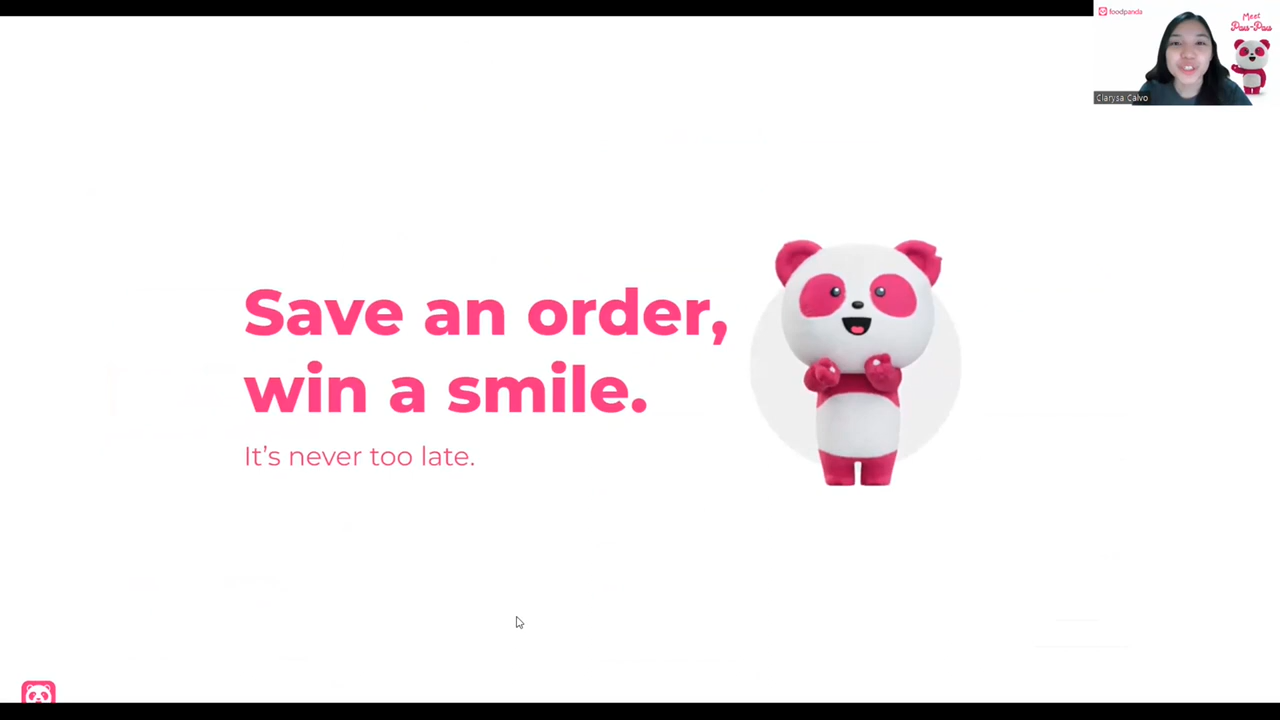 foodpanda
Meet
Pau-Pau
Clarysa Calvo
Save an order,
win a smile.
It's never too late.